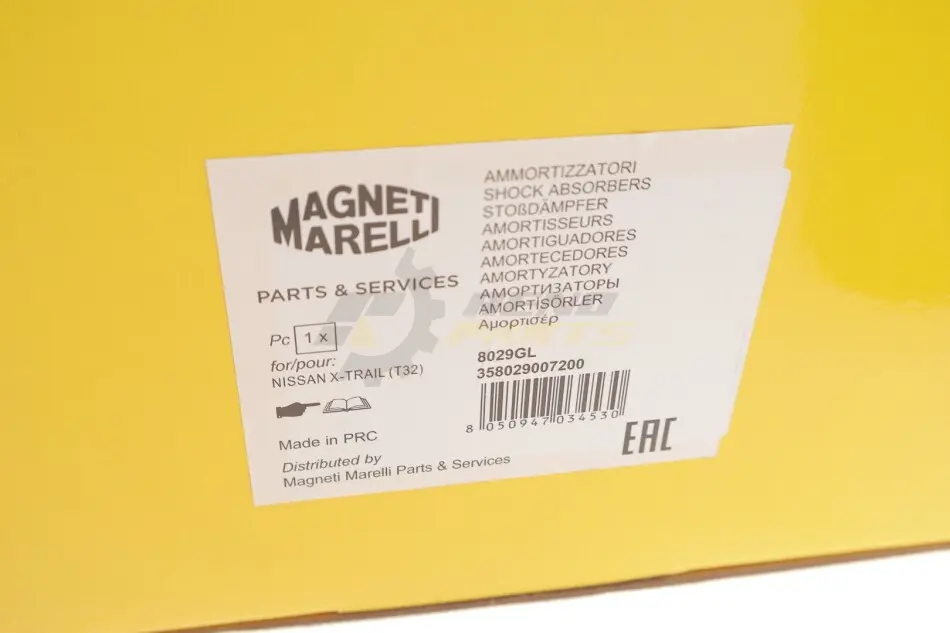 MAGNETI
MARELLI
PARTS & SERVICES
Pc 1 x
for/pour:
NISSAN X-TRAIL (T32)
Made in PRC
Distributed by
Magneti Marelli Parts & Services
AMMORTIZZATORI
SHOCK ABSORBERS
STOßDÄMPFER
AMORTISSEURS
AMORTIGUADORES
AMORTECEDORES
AMORTYZATORY
АМОРТИЗАТОРЫ
AMORTİSÖRLER
Αμορτισέρ
8029GL
358029007200
8 050947 034530
EAC
PARTS